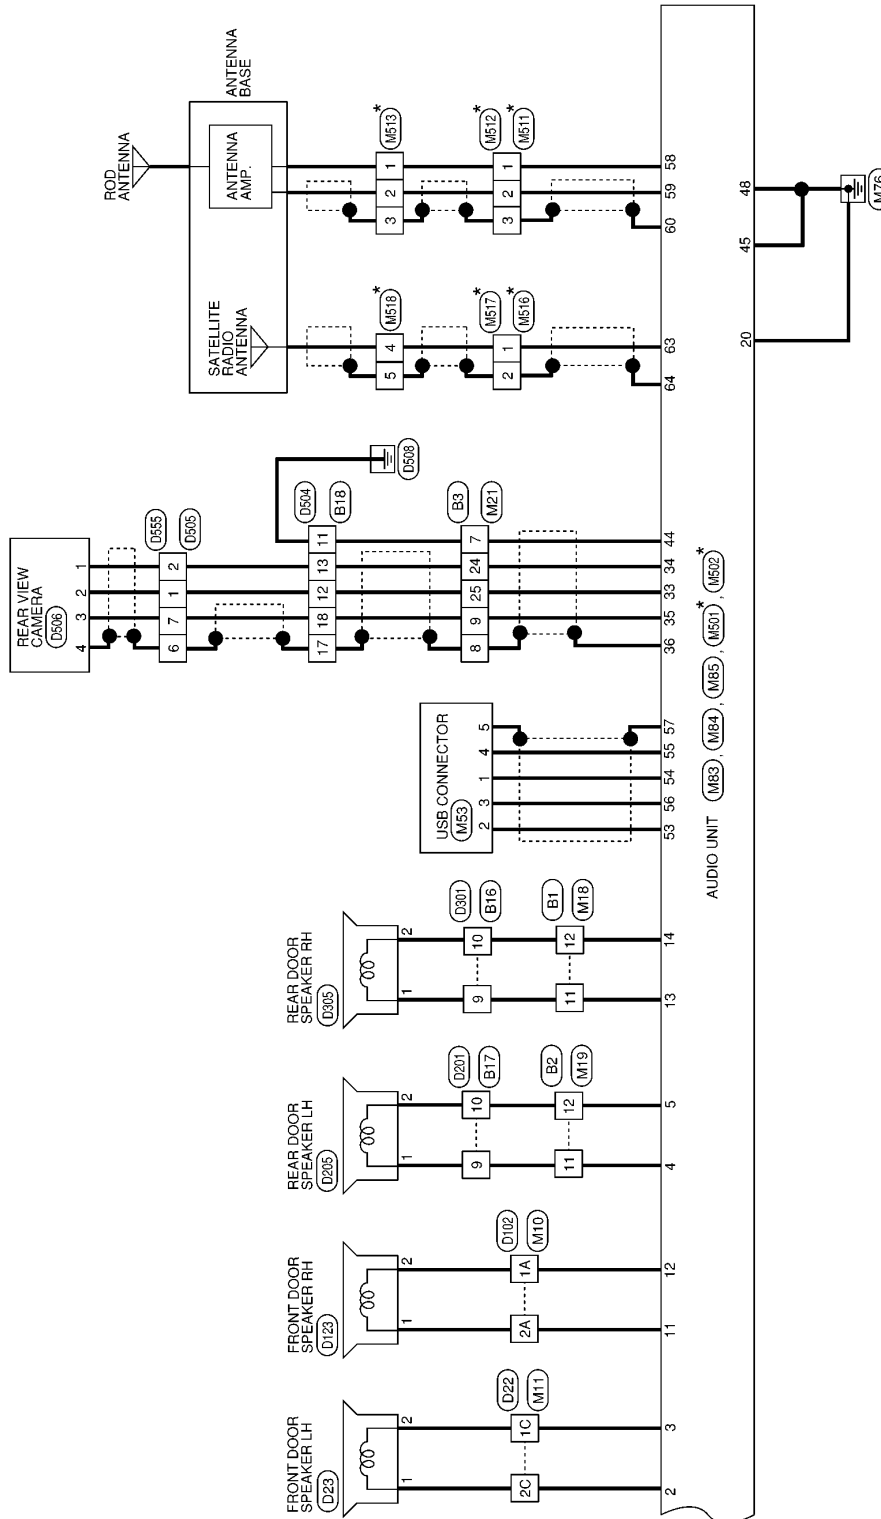 FRONT DOOR
SPEAKER LH
D23
1
2
D22
M11
2C
1C
2
3
FRONT DOOR
SPEAKER RH
D123
1
2
D102
M10
2A
1A
11
12
REAR DOOR
SPEAKER LH
D205
1
2
D201
B17
9
10
B2
M19
11
12
4
5
REAR DOOR
SPEAKER RH
D305
1
2
D301
B16
9
10
B1
M18
11
12
13
14
USB CONNECTOR
M53
2
3
1
4
5
53
56
54
55
57
REAR VIEW
CAMERA
D506
4
3
2
1
D555
D505
6
7
1
2
D504
B18
17
18
12
13
11
D508
B3
M21
8
9
25
24
7
36
35
33
34
44
ROD
ANTENNA
ANTENNA
BASE
ANTENNA
AMP.
SATELLITE
RADIO
ANTENNA
M518 *
5
4
M517 *
M516 *
2
1
64
63
M513 *
3
2
1
M512 *
M511 *
3
2
1
60
59
58
AUDIO UNIT M83 , M84 , M85 , M501 * , M502 *
20
45
48
M76